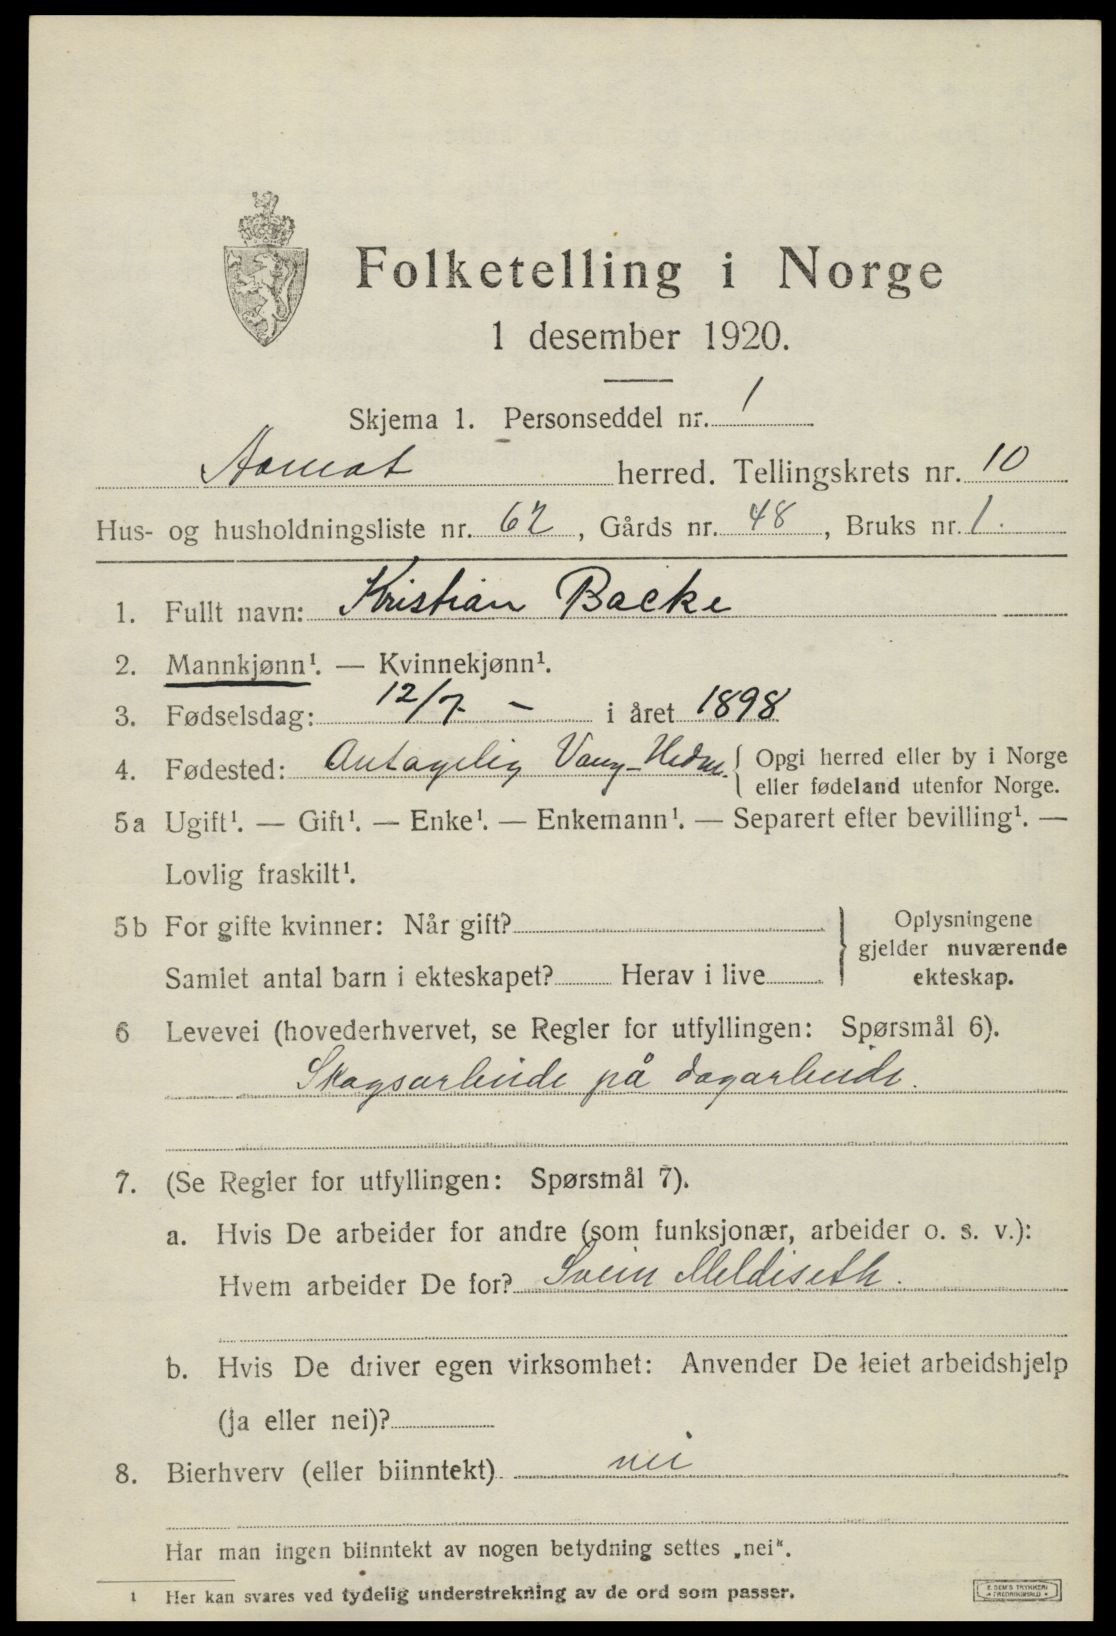 Folketelling i Norge
1 desember 1920.
Skjema 1. Personseddel nr. 1
Aamot herred. Tellingskrets nr. 10
Hus- og husholdningsliste nr. 62, Gårds nr. 48, Bruks nr. 1.
1. Fullt navn: Kristian Backe
2. Mannkjønn¹. — Kvinnekjønn¹.
3. Fødselsdag: 12/7 - i året 1898
4. Fødested: Antagelig Vang-Hedm. { Opgi herred eller by i Norge
eller fødeland utenfor Norge.
5a Ugift¹. — Gift¹. — Enke¹. — Enkemann¹. — Separert efter bevilling¹. —
Lovlig fraskilt¹.
5b For gifte kvinner: Når gift?
Samlet antal barn i ekteskapet? Herav i live
Oplysningene
gjelder nuværende
ekteskap.
6 Levevei (hovederhvervet, se Regler for utfyllingen: Spørsmål 6).
Skogsarbeide på dagarbeide.
7. (Se Regler for utfyllingen: Spørsmål 7).
a. Hvis De arbeider for andre (som funksjonær, arbeider o. s. v.):
Hvem arbeider De for? Svein Meldiseth.
b. Hvis De driver egen virksomhet: Anvender De leiet arbeidshjelp
(ja eller nei)?
8. Bierhverv (eller biinntekt) nei
Har man ingen biinntekt av nogen betydning settes „nei".
1 Her kan svares ved tydelig understrekning av de ord som passer.
E. SEM'S TRYKKERI
FREDRIKSHALD